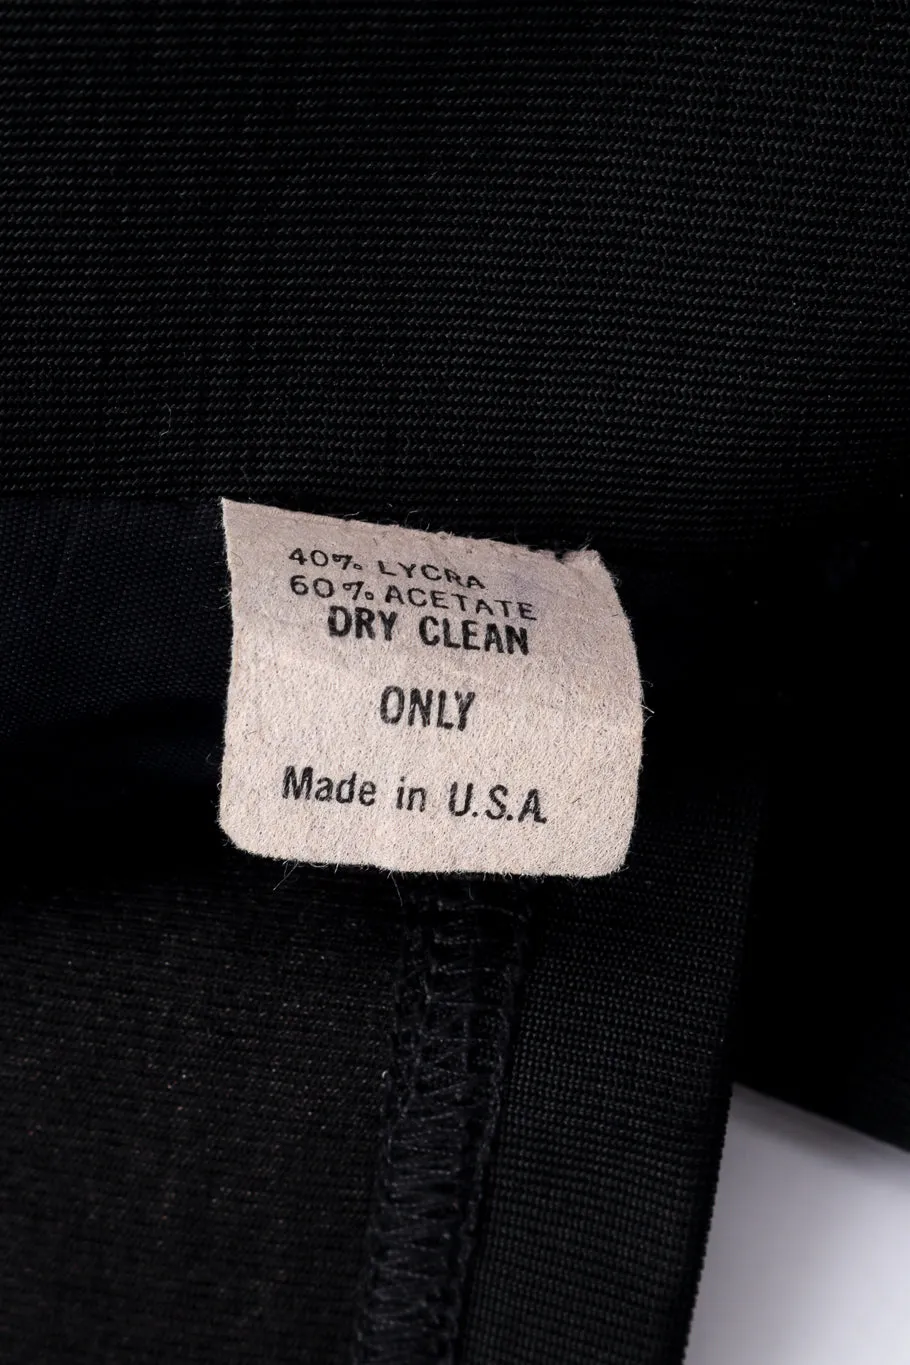 40% LYCRA
60% ACETATE
DRY CLEAN
ONLY
Made in U.S.A.